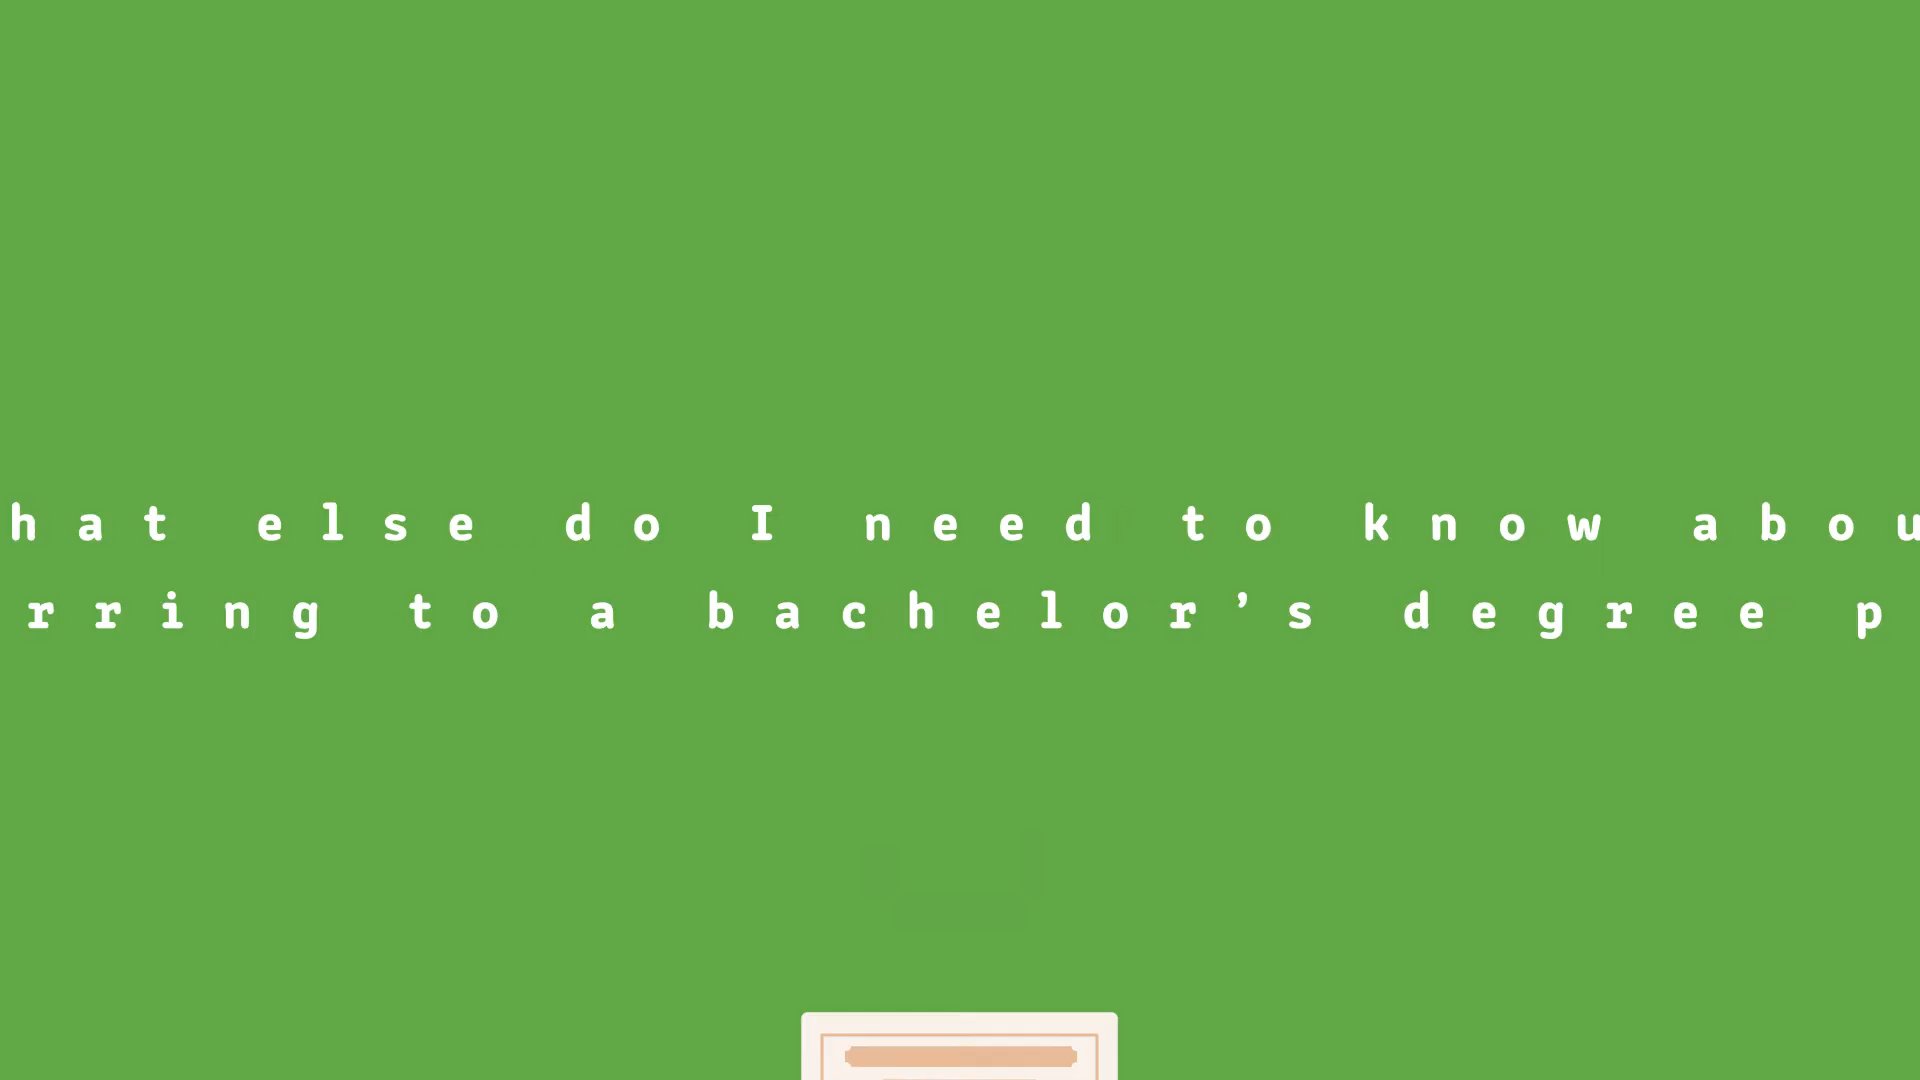 hat else do I need to know abou
rring to a bachelor’s degree p